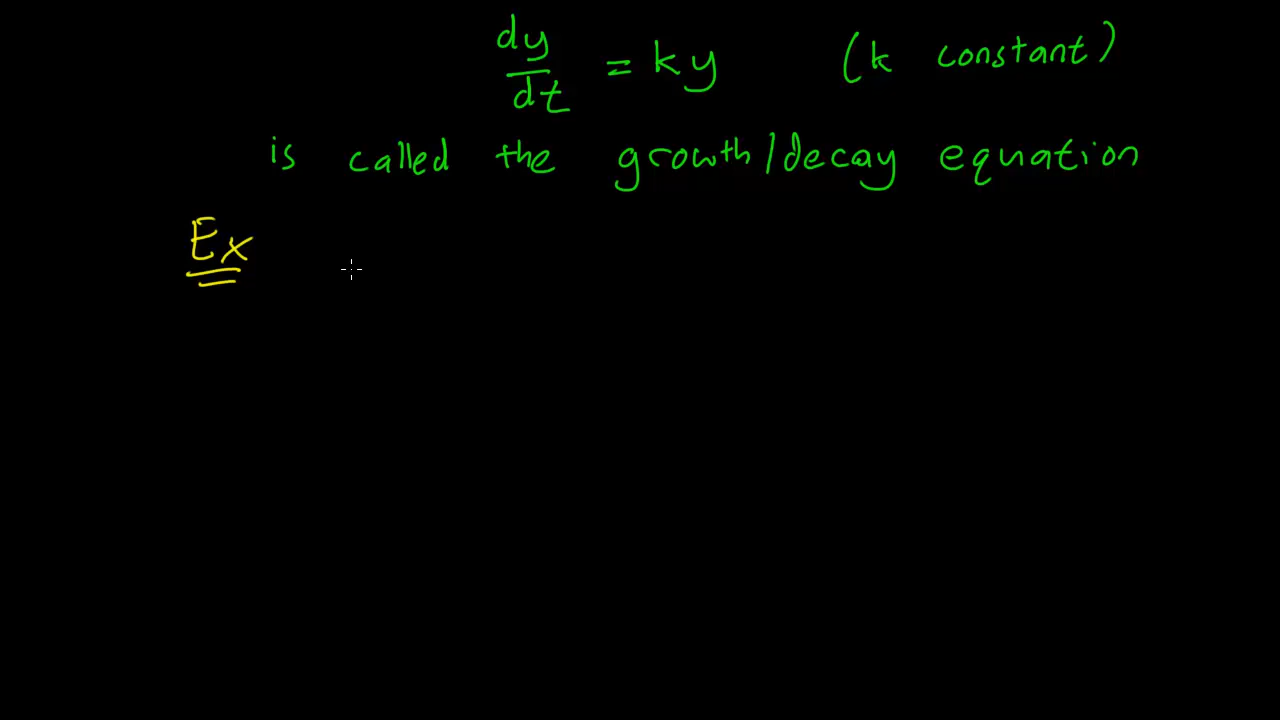 dy/dt = ky (k constant)
is called the growth/decay equation
Ex